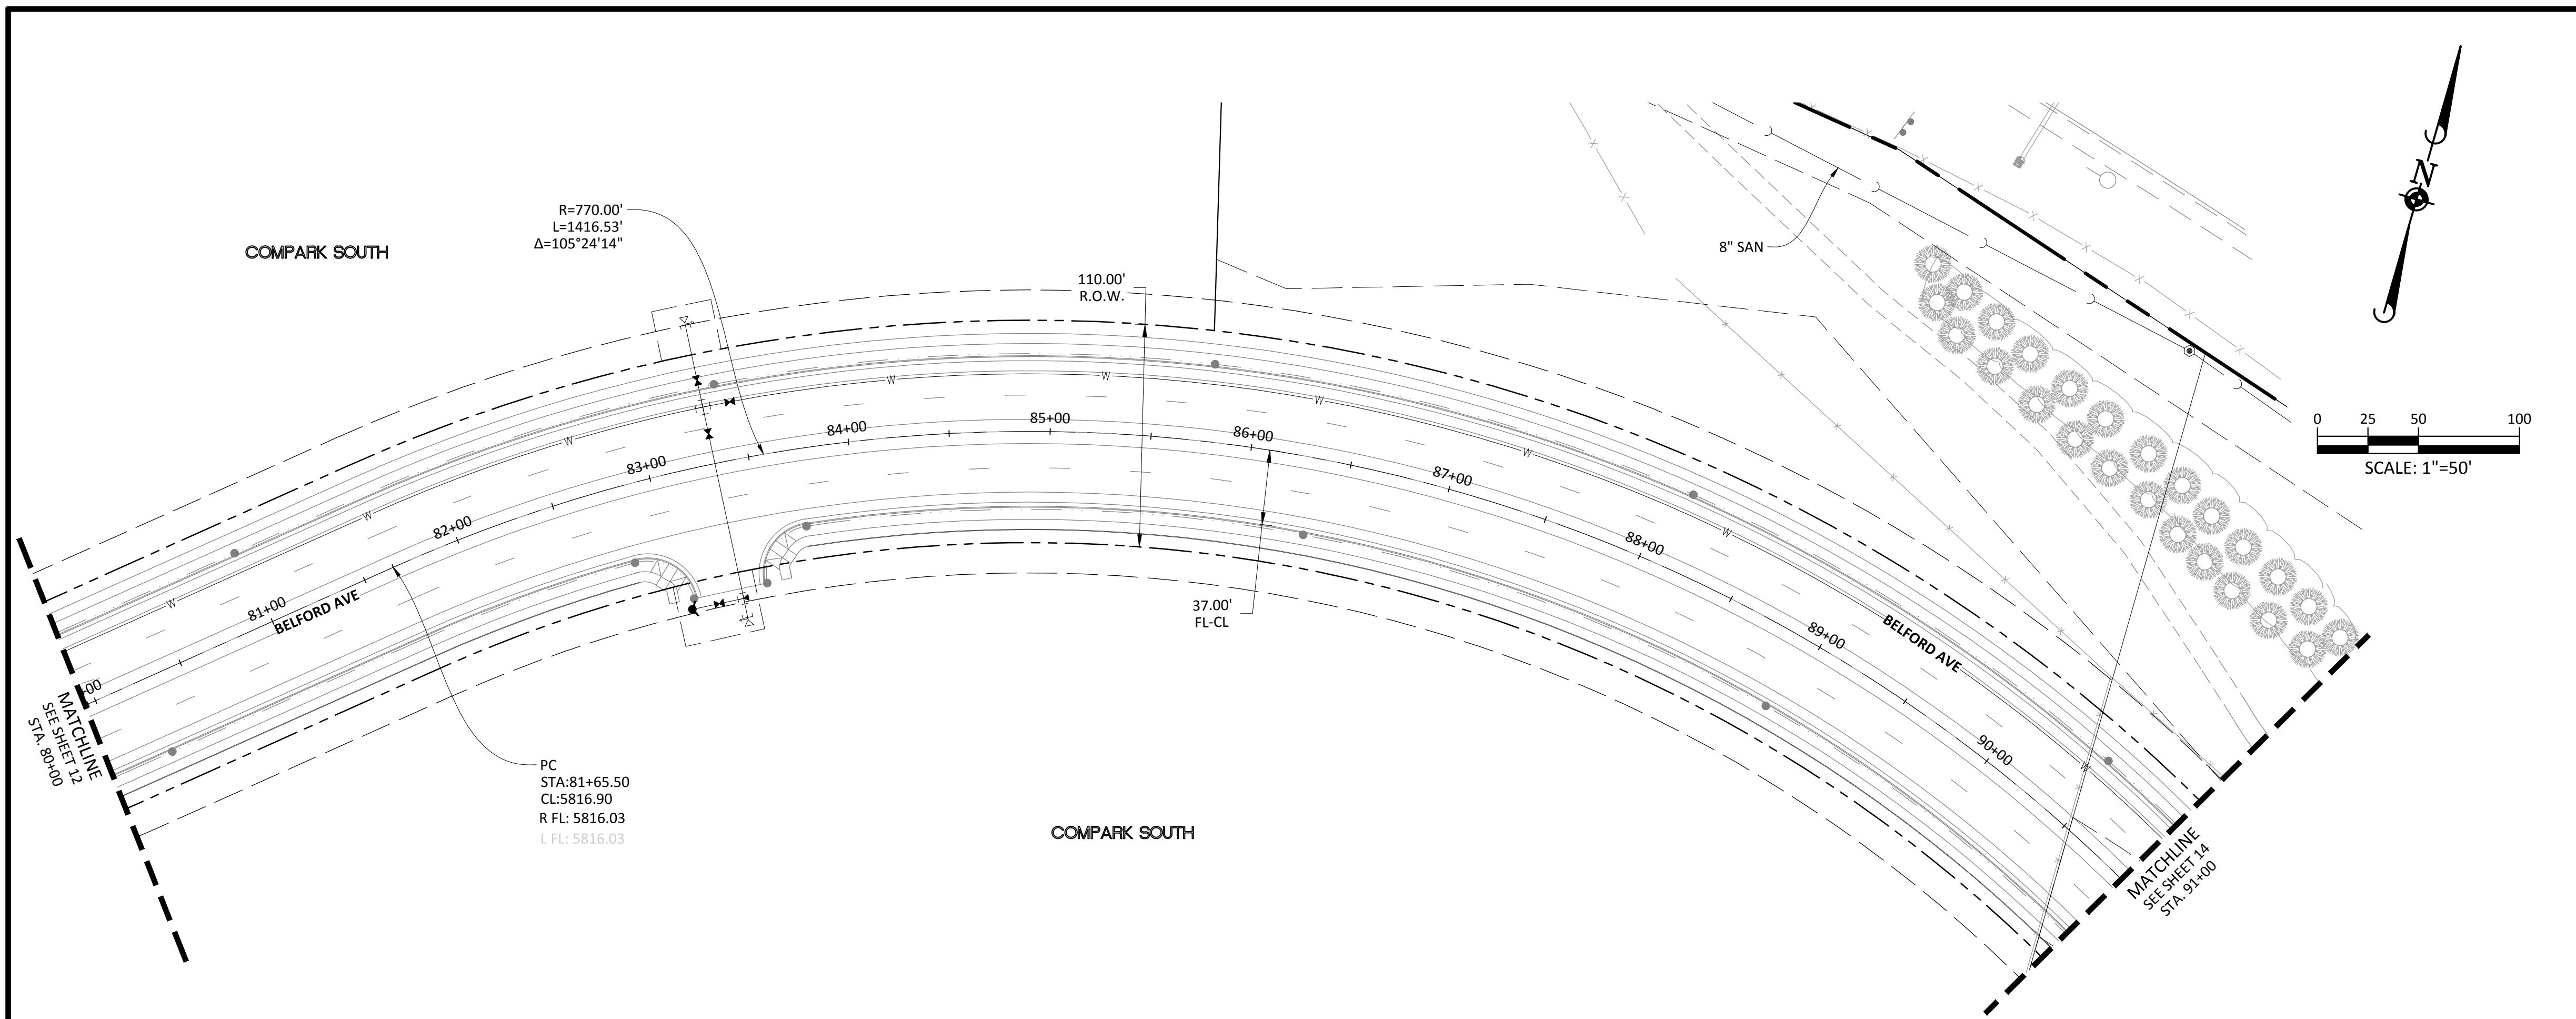 COMPARK SOUTH
R=770.00'
L=1416.53'
Δ=105°24'14"
110.00'
R.O.W.
8" SAN
N
0 25 50 100
SCALE: 1"=50'
81+00
82+00
83+00
84+00
85+00
86+00
87+00
88+00
89+00
90+00
W
W
W
W
W
W
W
W
W
W
BELFORD AVE
BELFORD AVE
+00
MATCHLINE
SEE SHEET 12
STA. 80+00
37.00'
FL-CL
PC
STA:81+65.50
CL:5816.90
R FL: 5816.03
L FL: 5816.03
COMPARK SOUTH
MATCHLINE
SEE SHEET 14
STA. 91+00